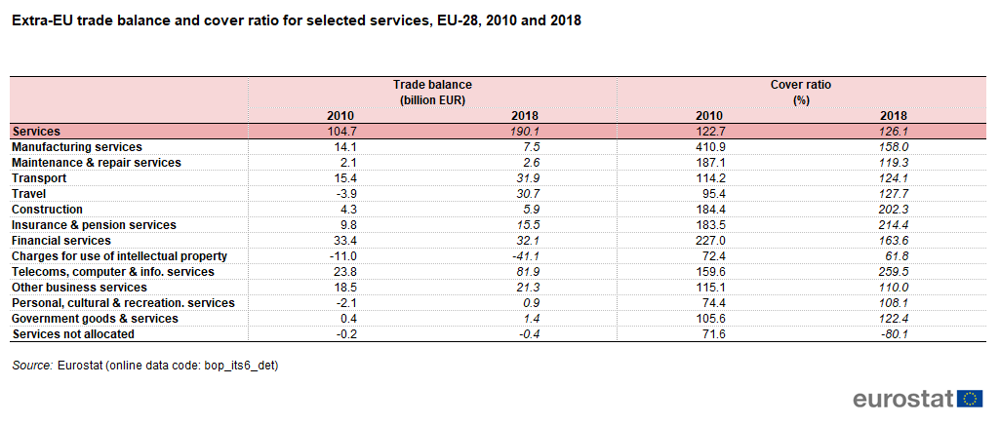 Extra-EU trade balance and cover ratio for selected services, EU-28, 2010 and 2018
Trade balance Cover ratio
(billion EUR) (%)
2010 2018 2010 2018
Services 104.7 190.1 122.7 126.1
Manufacturing services 14.1 7.5 410.9 158.0
Maintenance & repair services 2.1 2.6 187.1 119.3
Transport 15.4 31.9 114.2 124.1
Travel -3.9 30.7 95.4 127.7
Construction 4.3 5.9 184.4 202.3
Insurance & pension services 9.8 15.5 183.5 214.4
Financial services 33.4 32.1 227.0 163.6
Charges for use of intellectual property -11.0 -41.1 72.4 61.8
Telecoms, computer & info. services 23.8 81.9 159.6 259.5
Other business services 18.5 21.3 115.1 110.0
Personal, cultural & recreation. services -2.1 0.9 74.4 108.1
Government goods & services 0.4 1.4 105.6 122.4
Services not allocated -0.2 -0.4 71.6 -80.1
Source: Eurostat (online data code: bop_its6_det)
eurostat